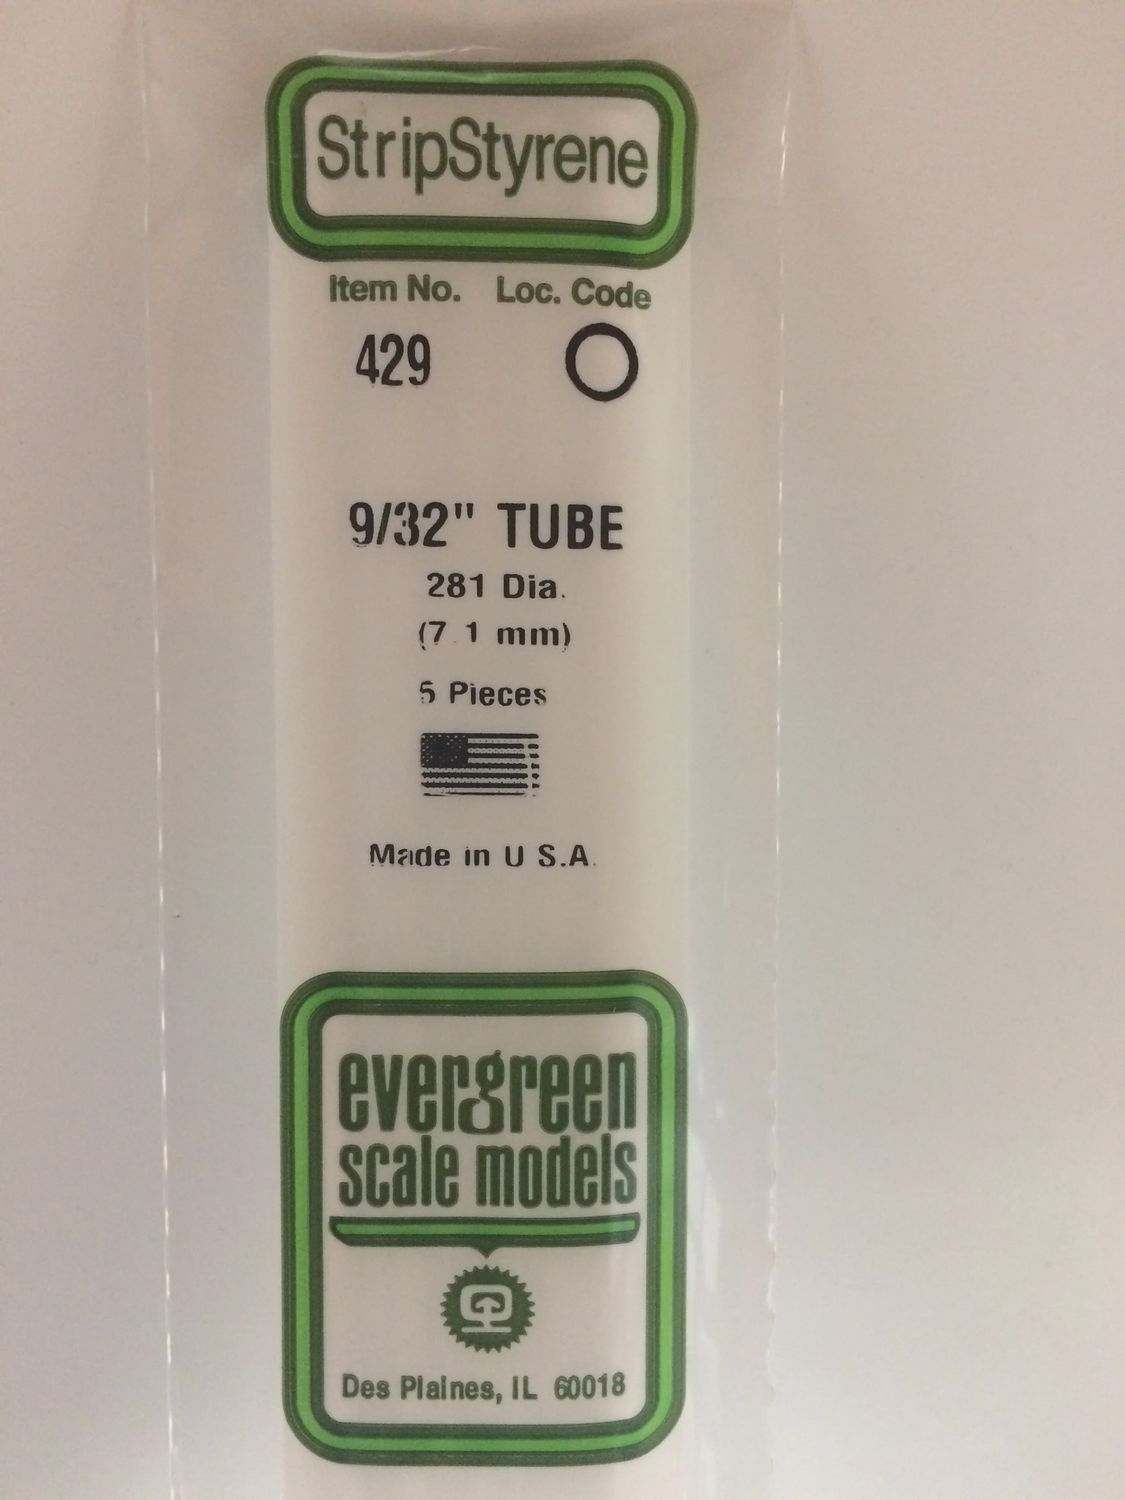 StripStyrene
Item No. Loc. Code
429
9/32" TUBE
281 Dia.
(7.1 mm)
5 Pieces
Made in U S.A.
evergreen
scale models
Des Plaines, IL 60018